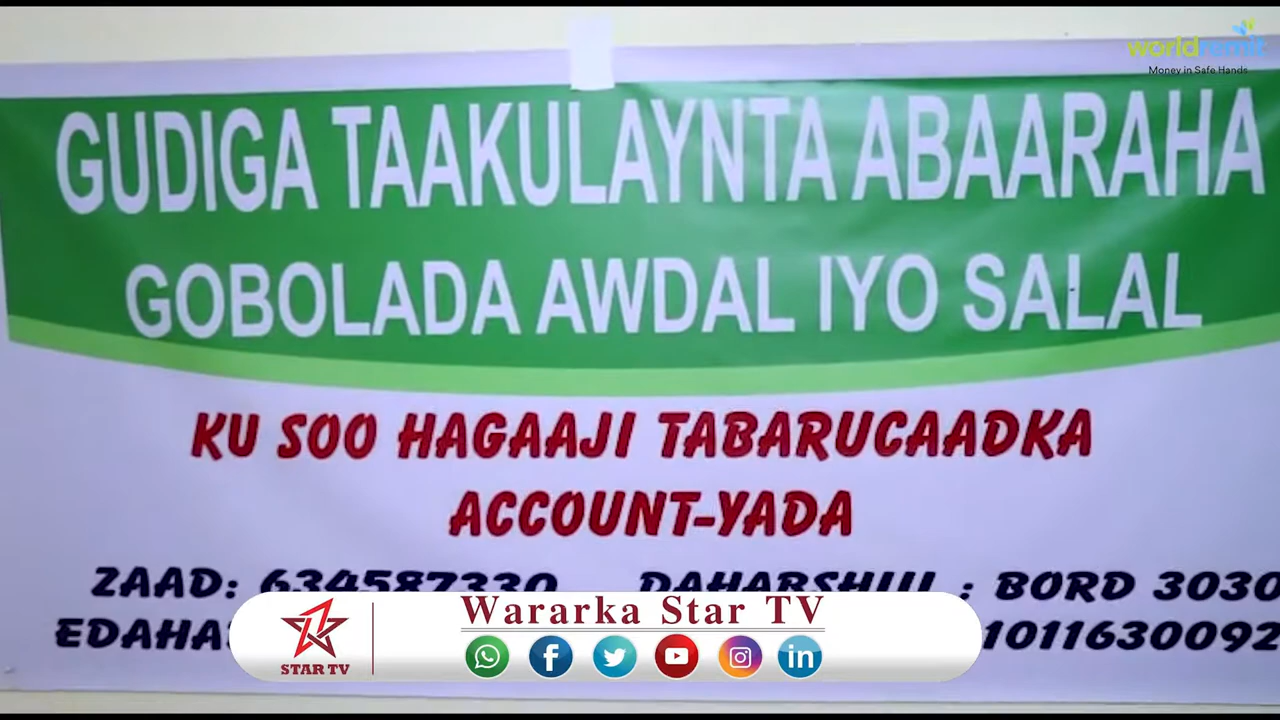 worldremit
Money in Safe Hands
GUDIGA TAAKULAYNTA ABAARAHA
GOBOLADA AWDAL IYO SALAL
KU SOO HAGAAJI TABARUCAADKA
ACCOUNT-YADA
ZAAD: 634587330 DAHABSHIIL : BORD 3030
1011630092
Wararka Star TV
STAR TV